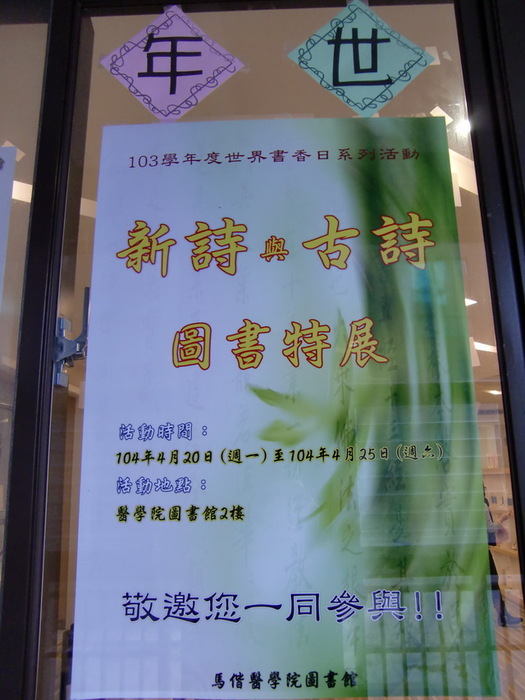 年 世
103學年度世界書香日系列活動
新詩與古詩
圖書特展
活動時間：
104年4月20日(週一)至104年4月25日(週六)
活動地點：
醫學院圖書館2樓
敬邀您一同參與!!
馬偕醫學院圖書館